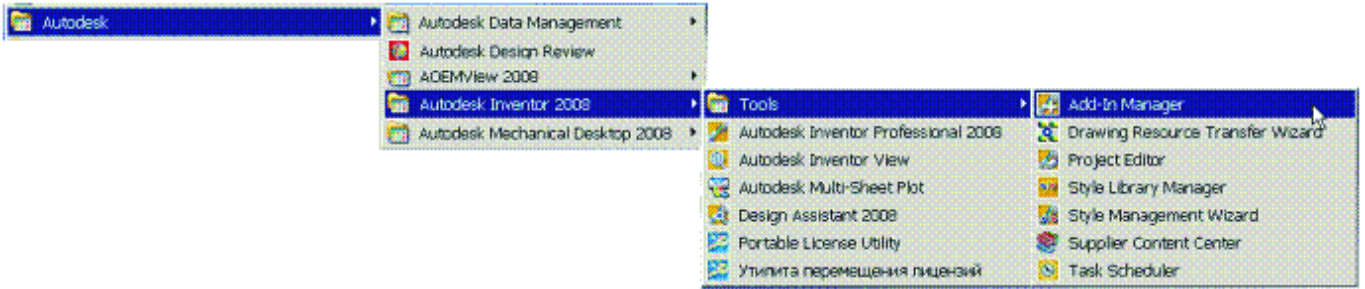 Autodesk
Autodesk Data Management
Autodesk Design Review
AOEMView 2008
Autodesk Inventor 2008
Autodesk Mechanical Desktop 2008
Tools
Autodesk Inventor Professional 2008
Autodesk Inventor View
Autodesk Multi-Sheet Plot
Design Assistant 2008
Portable License Utility
Утилита перемещения лицензий
Add-In Manager
Drawing Resource Transfer Wizard
Project Editor
Style Library Manager
Style Management Wizard
Supplier Content Center
Task Scheduler